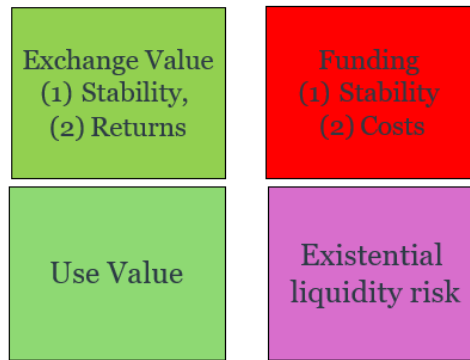 Exchange Value
(1) Stability,
(2) Returns
Funding
(1) Stability
(2) Costs
Use Value
Existential
liquidity risk